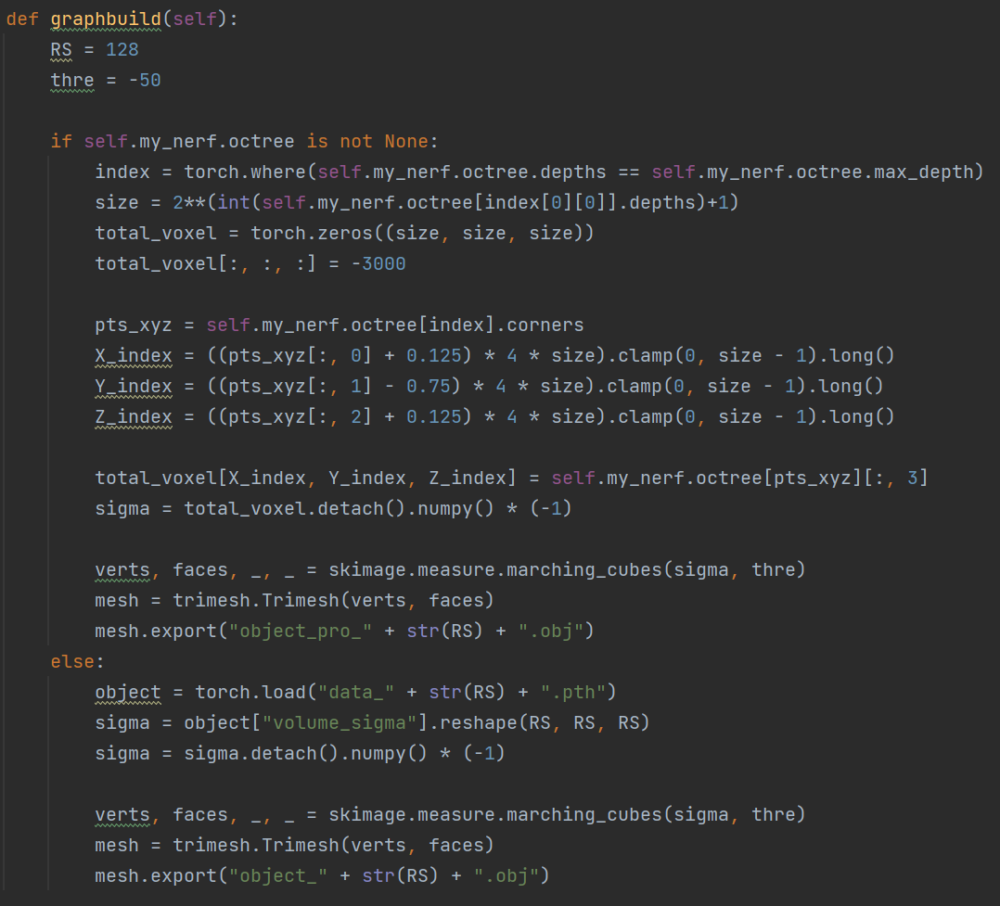 def graphbuild(self):
    RS = 128
    thre = -50

    if self.my_nerf.octree is not None:
        index = torch.where(self.my_nerf.octree.depths == self.my_nerf.octree.max_depth)
        size = 2**(int(self.my_nerf.octree[index[0][0]].depths)+1)
        total_voxel = torch.zeros((size, size, size))
        total_voxel[:, :, :] = -3000

        pts_xyz = self.my_nerf.octree[index].corners
        X_index = ((pts_xyz[:, 0] + 0.125) * 4 * size).clamp(0, size - 1).long()
        Y_index = ((pts_xyz[:, 1] - 0.75) * 4 * size).clamp(0, size - 1).long()
        Z_index = ((pts_xyz[:, 2] + 0.125) * 4 * size).clamp(0, size - 1).long()

        total_voxel[X_index, Y_index, Z_index] = self.my_nerf.octree[pts_xyz][:, 3]
        sigma = total_voxel.detach().numpy() * (-1)

        verts, faces, _, _ = skimage.measure.marching_cubes(sigma, thre)
        mesh = trimesh.Trimesh(verts, faces)
        mesh.export("object_pro_" + str(RS) + ".obj")
    else:
        object = torch.load("data_" + str(RS) + ".pth")
        sigma = object["volume_sigma"].reshape(RS, RS, RS)
        sigma = sigma.detach().numpy() * (-1)

        verts, faces, _, _ = skimage.measure.marching_cubes(sigma, thre)
        mesh = trimesh.Trimesh(verts, faces)
        mesh.export("object_" + str(RS) + ".obj")